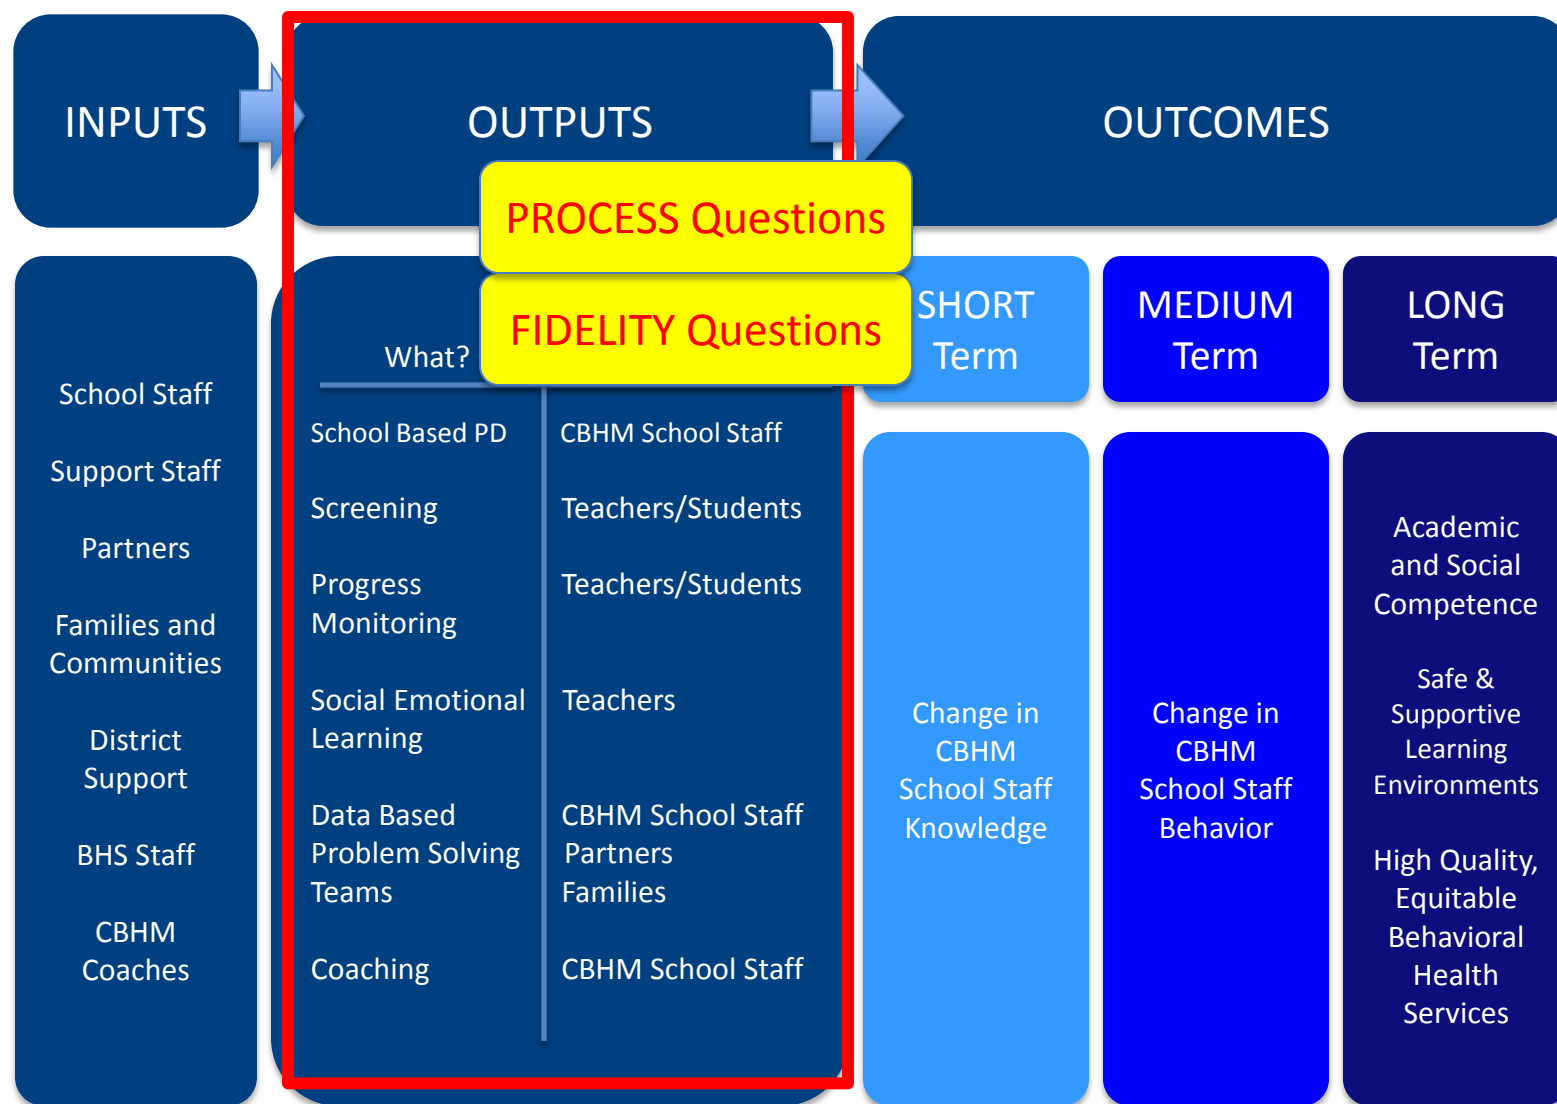 INPUTS
OUTPUTS
OUTCOMES
PROCESS Questions
FIDELITY Questions
School Staff
Support Staff
Partners
Families and
Communities
District
Support
BHS Staff
CBHM
Coaches
What?
School Based PD
CBHM School Staff
Screening
Teachers/Students
Progress
Monitoring
Teachers/Students
Social Emotional
Learning
Teachers
Data Based
Problem Solving
Teams
CBHM School Staff
Partners
Families
Coaching
CBHM School Staff
SHORT
Term
Change in
CBHM
School Staff
Knowledge
MEDIUM
Term
Change in
CBHM
School Staff
Behavior
LONG
Term
Academic
and Social
Competence
Safe &
Supportive
Learning
Environments
High Quality,
Equitable
Behavioral
Health
Services